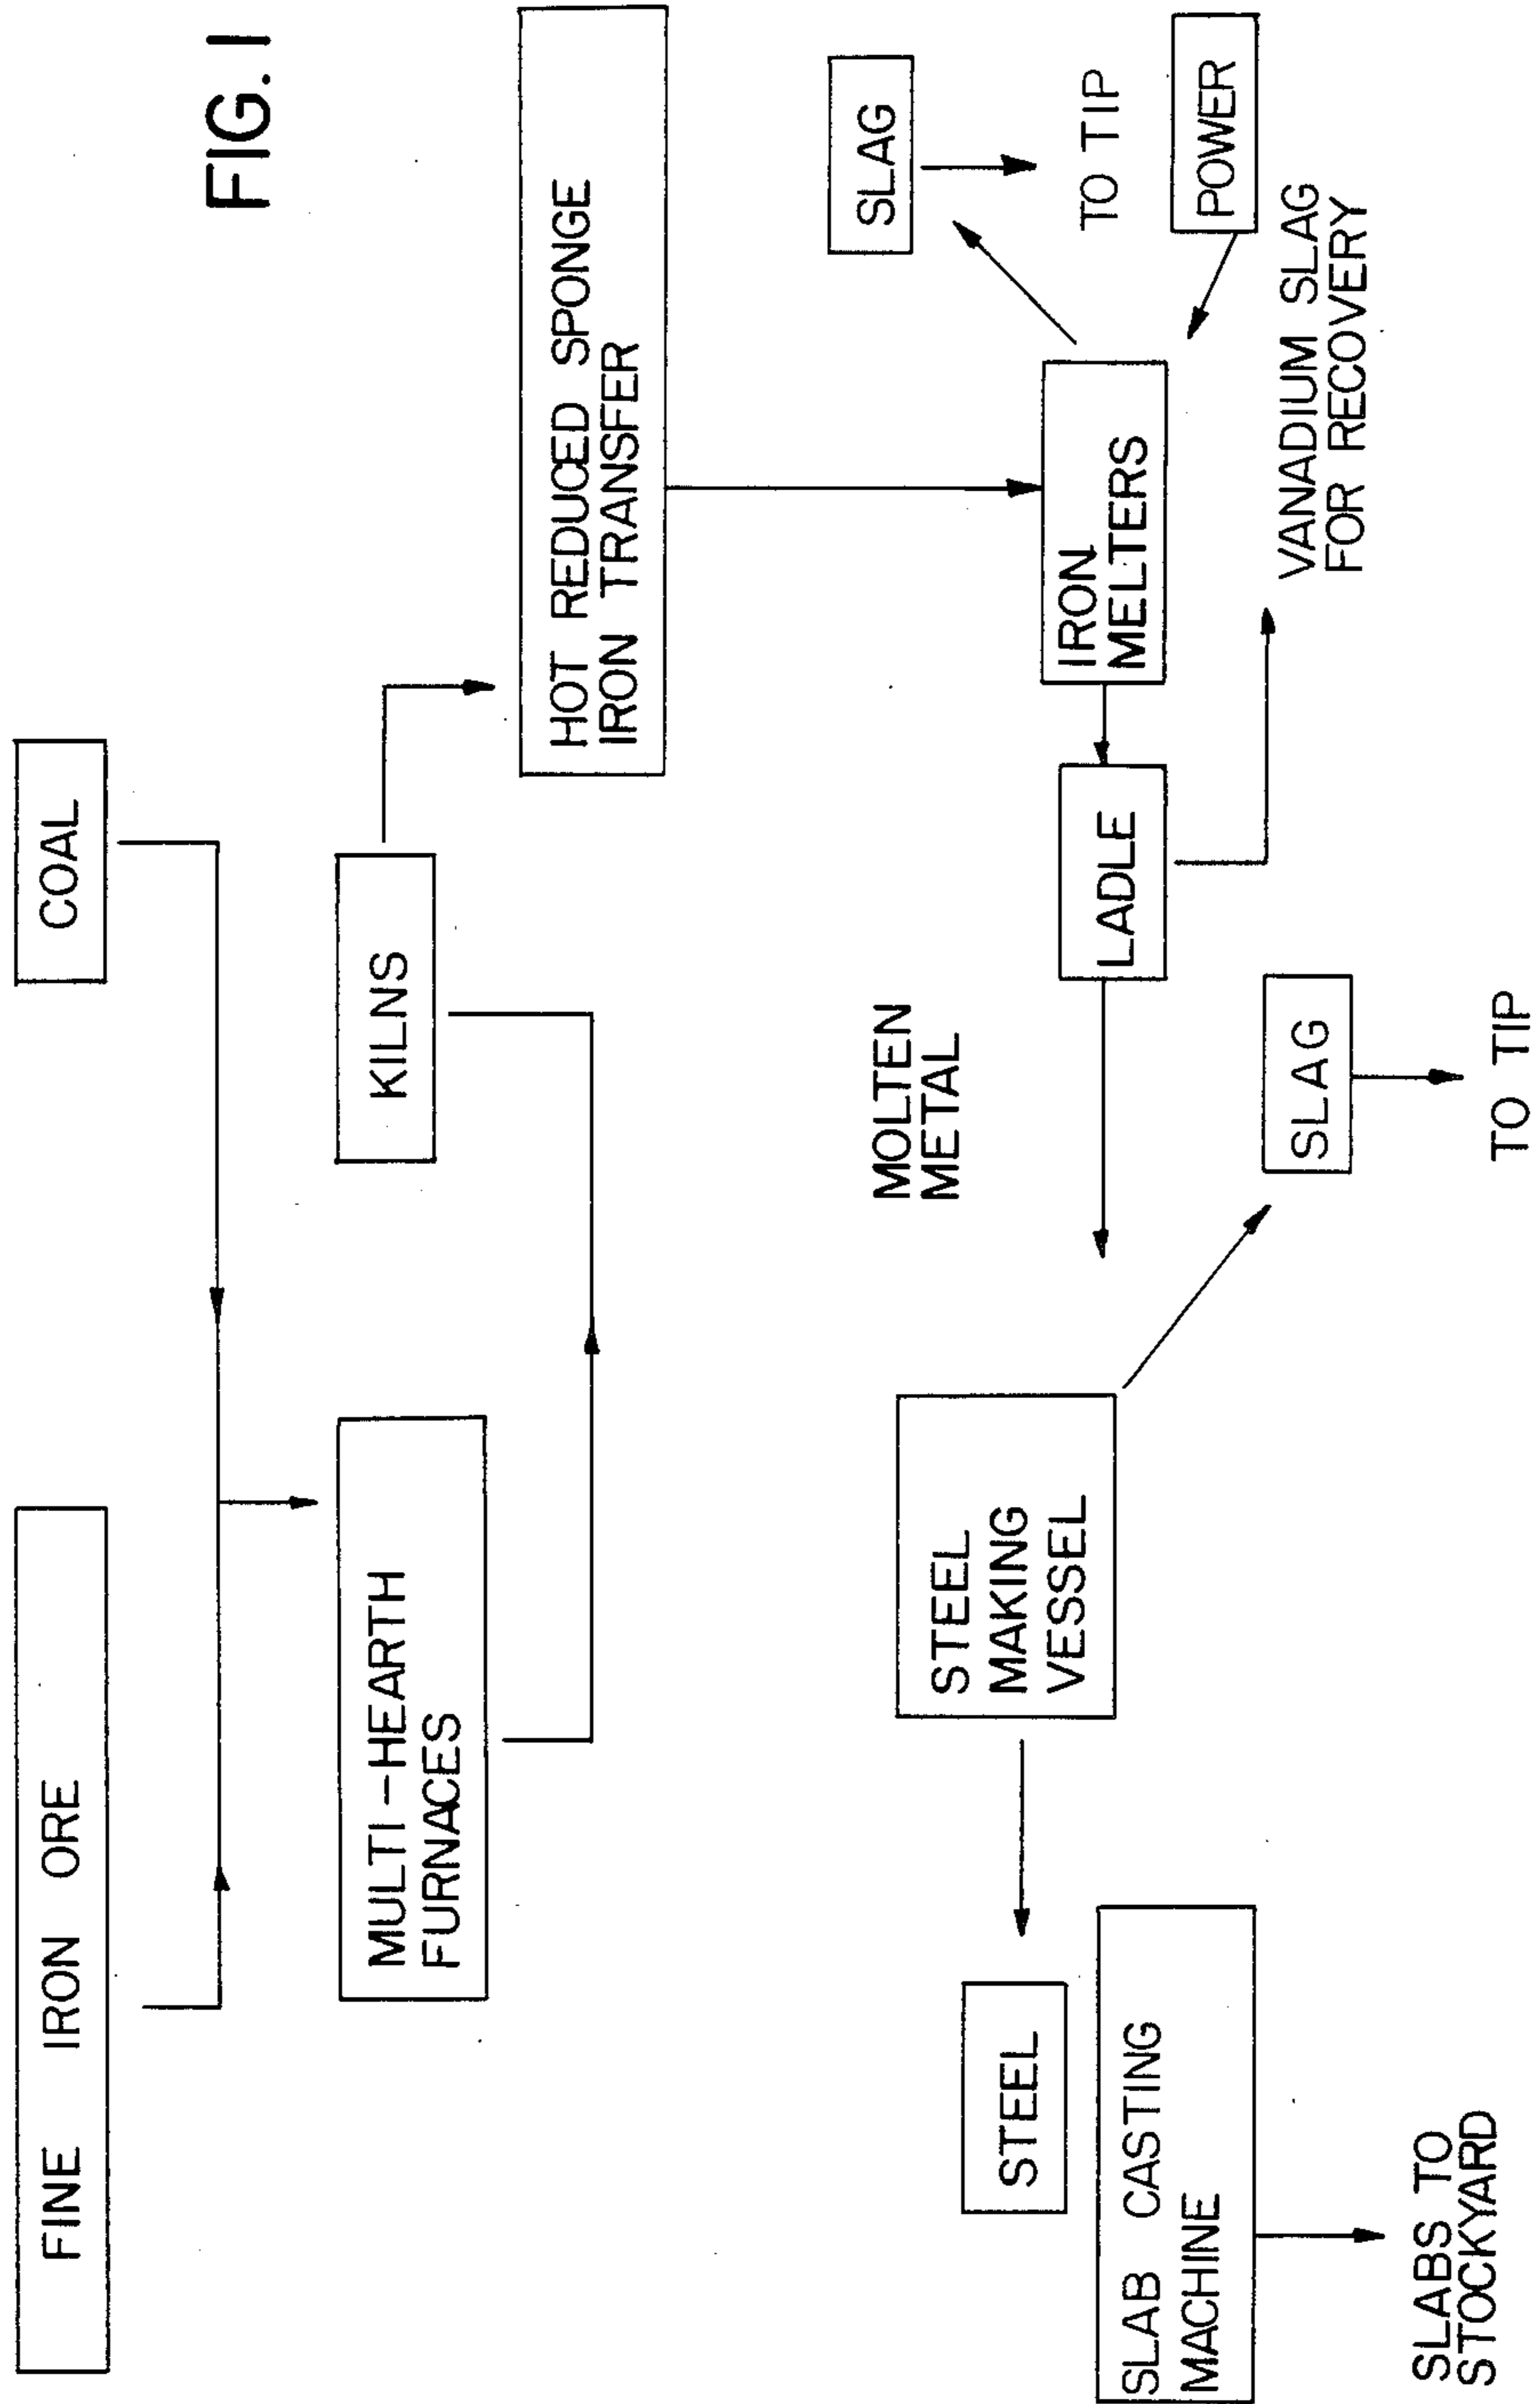 FIG. 1
FINE IRON ORE
COAL
MULTI-HEARTH
FURNACES
KILNS
HOT REDUCED SPONGE
IRON TRANSFER
SLAG
TO TIP
POWER
IRON
MELTERS
VANADIUM SLAG
FOR RECOVERY
LADLE
MOLTEN
METAL
SLAG
TO TIP
STEEL
MAKING
VESSEL
STEEL
SLAB CASTING
MACHINE
SLABS TO
STOCKYARD